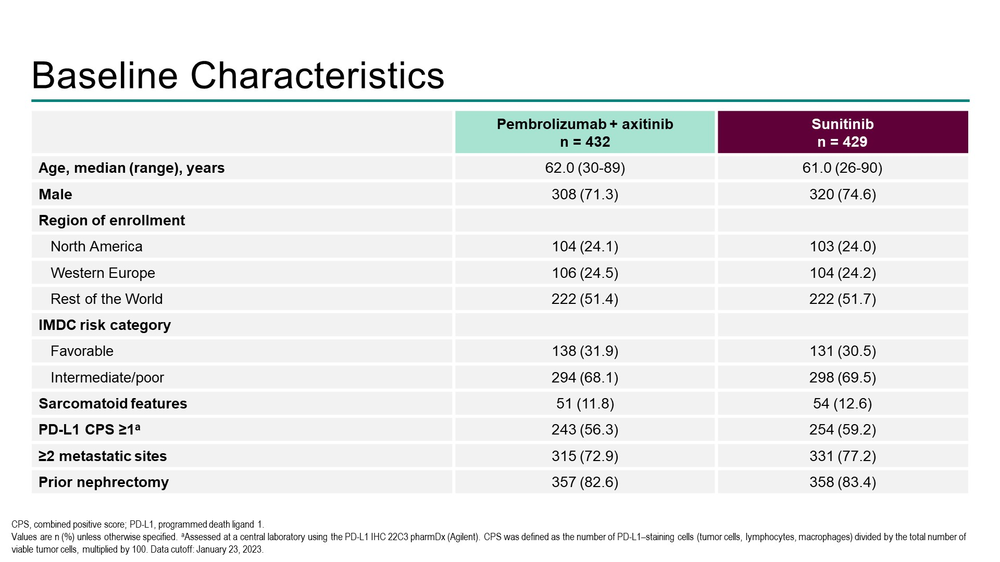 Baseline Characteristics
Pembrolizumab + axitinib
n = 432
Sunitinib
n = 429
Age, median (range), years 62.0 (30-89) 61.0 (26-90)
Male 308 (71.3) 320 (74.6)
Region of enrollment
North America 104 (24.1) 103 (24.0)
Western Europe 106 (24.5) 104 (24.2)
Rest of the World 222 (51.4) 222 (51.7)
IMDC risk category
Favorable 138 (31.9) 131 (30.5)
Intermediate/poor 294 (68.1) 298 (69.5)
Sarcomatoid features 51 (11.8) 54 (12.6)
PD-L1 CPS ≥1ᵃ 243 (56.3) 254 (59.2)
≥2 metastatic sites 315 (72.9) 331 (77.2)
Prior nephrectomy 357 (82.6) 358 (83.4)
CPS, combined positive score; PD-L1, programmed death ligand 1.
Values are n (%) unless otherwise specified. ᵃAssessed at a central laboratory using the PD-L1 IHC 22C3 pharmDx (Agilent). CPS was defined as the number of PD-L1–staining cells (tumor cells, lymphocytes, macrophages) divided by the total number of
viable tumor cells, multiplied by 100. Data cutoff: January 23, 2023.